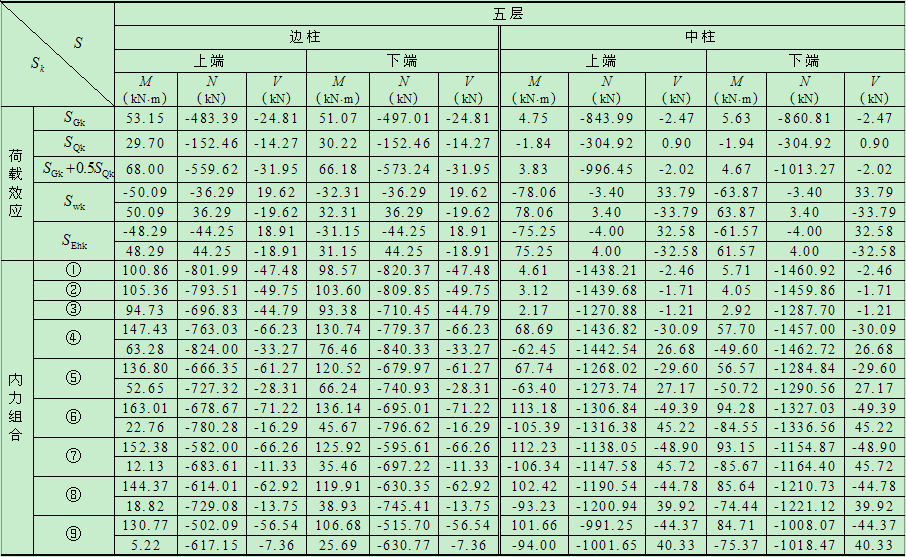 五层
S
S_k
边柱 中柱
上端 下端 上端 下端
M N V M N V M N V M N V
(kN·m) (kN) (kN) (kN·m) (kN) (kN) (kN·m) (kN) (kN) (kN·m) (kN) (kN)
荷载效应
S_Gk 53.15 -483.39 -24.81 51.07 -497.01 -24.81 4.75 -843.99 -2.47 5.63 -860.81 -2.47
S_Qk 29.70 -152.46 -14.27 30.22 -152.46 -14.27 -1.84 -304.92 0.90 -1.94 -304.92 0.90
S_Gk+0.5S_Qk 68.00 -559.62 -31.95 66.18 -573.24 -31.95 3.83 -996.45 -2.02 4.67 -1013.27 -2.02
S_wk -50.09 -36.29 19.62 -32.31 -36.29 19.62 -78.06 -3.40 33.79 -63.87 -3.40 33.79
50.09 36.29 -19.62 32.31 36.29 -19.62 78.06 3.40 -33.79 63.87 3.40 -33.79
S_Ehk -48.29 -44.25 18.91 -31.15 -44.25 18.91 -75.25 -4.00 32.58 -61.57 -4.00 32.58
48.29 44.25 -18.91 31.15 44.25 -18.91 75.25 4.00 -32.58 61.57 4.00 -32.58
内力组合
① 100.86 -801.99 -47.48 98.57 -820.37 -47.48 4.61 -1438.21 -2.46 5.71 -1460.92 -2.46
② 105.36 -793.51 -49.75 103.60 -809.85 -49.75 3.12 -1439.68 -1.71 4.05 -1459.86 -1.71
③ 94.73 -696.83 -44.79 93.38 -710.45 -44.79 2.17 -1270.88 -1.21 2.92 -1287.70 -1.21
④ 147.43 -763.03 -66.23 130.74 -779.37 -66.23 68.69 -1436.82 -30.09 57.70 -1457.00 -30.09
63.28 -824.00 -33.27 76.46 -840.33 -33.27 -62.45 -1442.54 26.68 -49.60 -1462.72 26.68
⑤ 136.80 -666.35 -61.27 120.52 -679.97 -61.27 67.74 -1268.02 -29.60 56.57 -1284.84 -29.60
52.65 -727.32 -28.31 66.24 -740.93 -28.31 -63.40 -1273.74 27.17 -50.72 -1290.56 27.17
⑥ 163.01 -678.67 -71.22 136.14 -695.01 -71.22 113.18 -1306.84 -49.39 94.28 -1327.03 -49.39
22.76 -780.28 -16.29 45.67 -796.62 -16.29 -105.39 -1316.38 45.22 -84.55 -1336.56 45.22
⑦ 152.38 -582.00 -66.26 125.92 -595.61 -66.26 112.23 -1138.05 -48.90 93.15 -1154.87 -48.90
12.13 -683.61 -11.33 35.46 -697.22 -11.33 -106.34 -1147.58 45.72 -85.67 -1164.40 45.72
⑧ 144.37 -614.01 -62.92 119.91 -630.35 -62.92 102.42 -1190.54 -44.78 85.64 -1210.73 -44.78
18.82 -729.08 -13.75 38.93 -745.41 -13.75 -93.23 -1200.94 39.92 -74.44 -1221.12 39.92
⑨ 130.77 -502.09 -56.54 106.68 -515.70 -56.54 101.66 -991.25 -44.37 84.71 -1008.07 -44.37
5.22 -617.15 -7.36 25.69 -630.77 -7.36 -94.00 -1001.65 40.33 -75.37 -1018.47 40.33